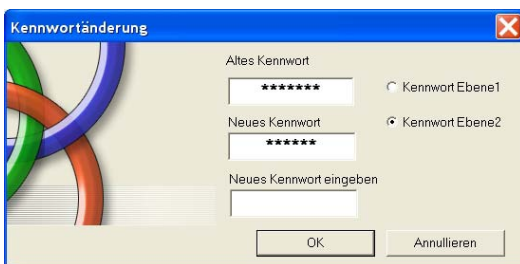 Kennwortänderung
Altes Kennwort
******* Kennwort Ebene1
Neues Kennwort Kennwort Ebene2
******
Neues Kennwort eingeben
OK Annullieren